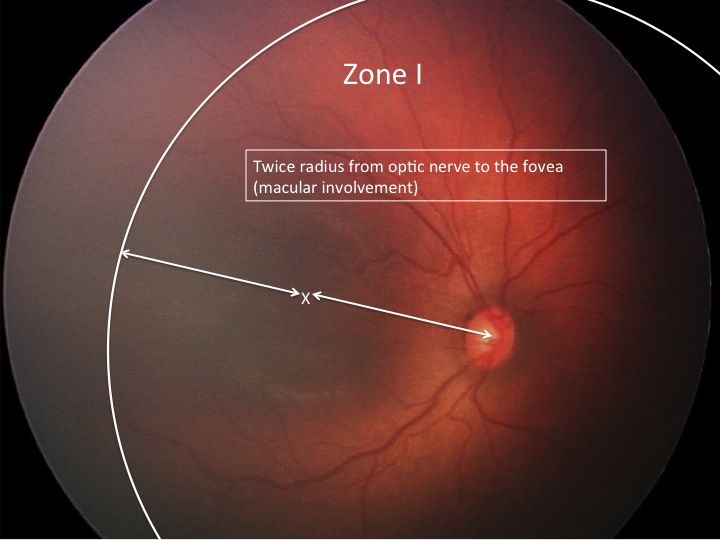 Zone I
Twice radius from optic nerve to the fovea
(macular involvement)
X